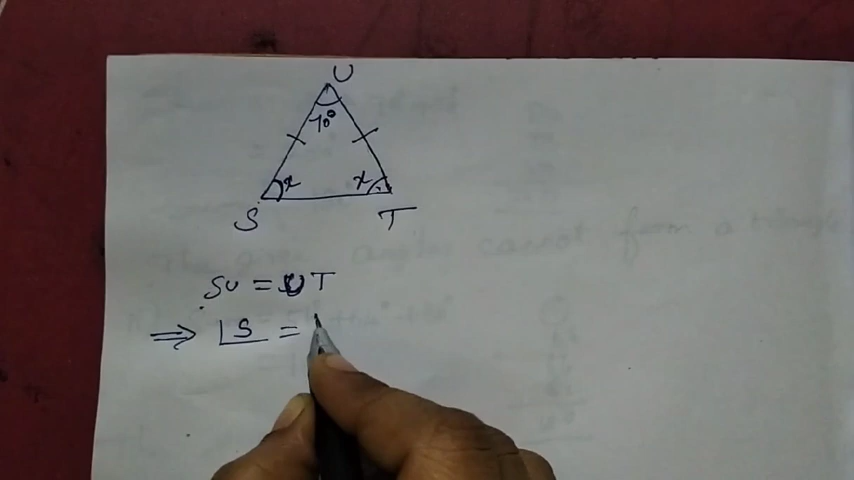 U
70°
x x
S T
SU = UT
⇒ ∠S =